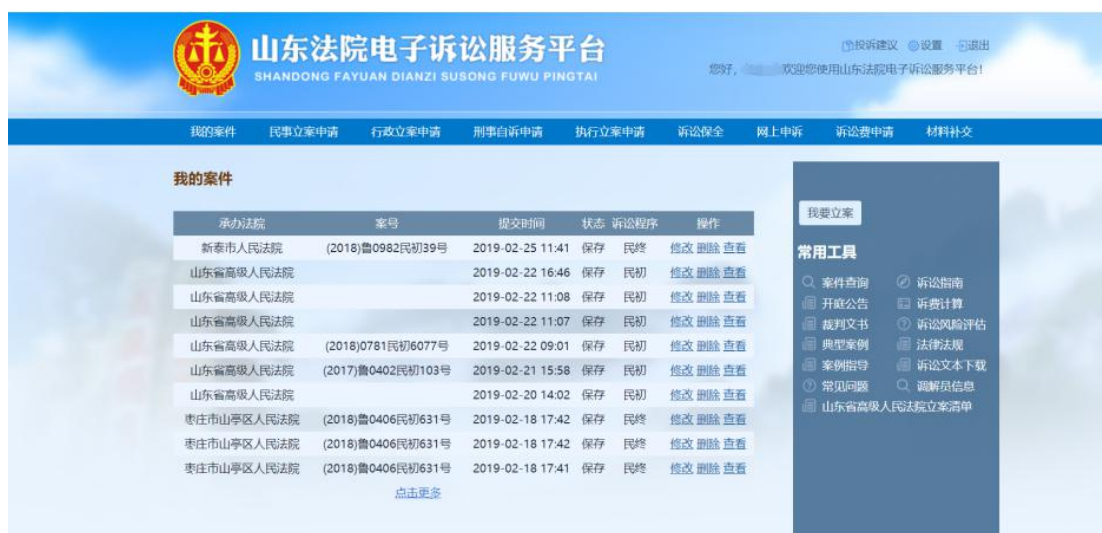 山东法院电子诉讼服务平台
SHANDONG FAYUAN DIANZI SUSONG FUWU PINGTAI
投诉建议 设置 退出
您好, 欢迎您使用山东法院电子诉讼服务平台!
我的案件 民事立案申请 行政立案申请 刑事自诉申请 执行立案申请 诉讼保全 网上申诉 诉讼费申请 材料补交
我的案件
承办法院 案号 提交时间 状态 诉讼程序 操作
新泰市人民法院 (2018)鲁0982民初39号 2019-02-25 11:41 保存 民终 修改 删除 查看
山东省高级人民法院 2019-02-22 16:46 保存 民初 修改 删除 查看
山东省高级人民法院 2019-02-22 11:08 保存 民初 修改 删除 查看
山东省高级人民法院 2019-02-22 11:07 保存 民初 修改 删除 查看
山东省高级人民法院 (2018)0781民初6077号 2019-02-22 09:01 保存 民初 修改 删除 查看
山东省高级人民法院 (2017)鲁0402民初103号 2019-02-21 15:58 保存 民初 修改 删除 查看
山东省高级人民法院 2019-02-20 14:02 保存 民初 修改 删除 查看
枣庄市山亭区人民法院 (2018)鲁0406民初631号 2019-02-18 17:42 保存 民终 修改 删除 查看
枣庄市山亭区人民法院 (2018)鲁0406民初631号 2019-02-18 17:42 保存 民终 修改 删除 查看
枣庄市山亭区人民法院 (2018)鲁0406民初631号 2019-02-18 17:41 保存 民终 修改 删除 查看
点击更多
我要立案
常用工具
案件查询 诉讼指南
开庭公告 诉费计算
裁判文书 诉讼风险评估
典型案例 法律法规
案例指导 诉讼文本下载
常见问题 调解员信息
山东省高级人民法院立案清单